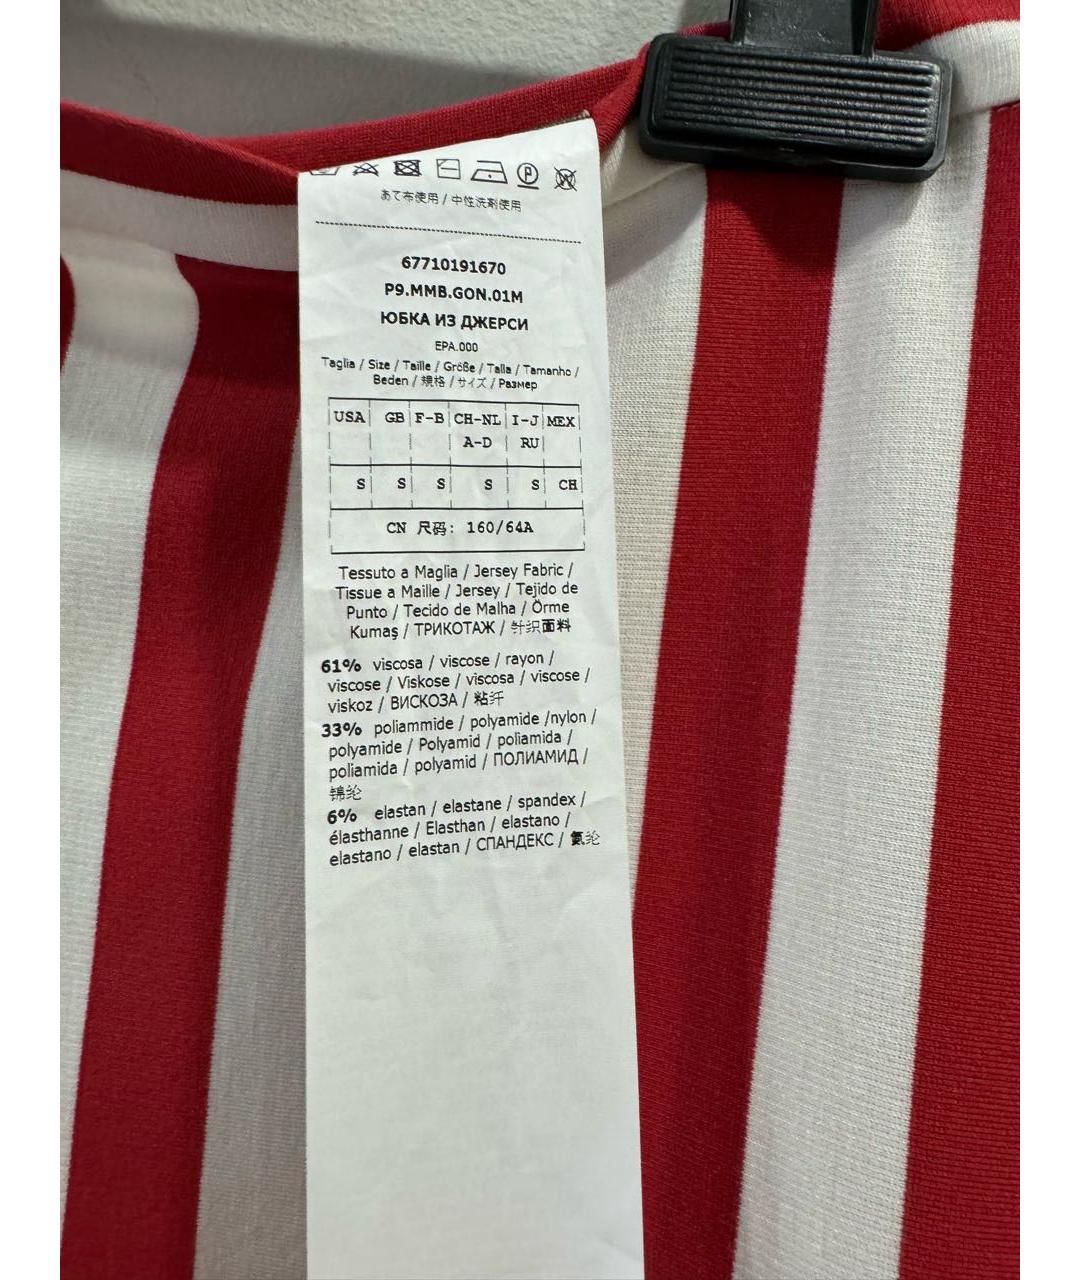 あて布使用 / 中性洗剤使用
67710191670
P9.MMB.GON.01M
ЮБКА ИЗ ДЖЕРСИ
EPA.000
Taglia / Size / Taille / Größe / Talla / Tamanho /
Beden / 規格 / サイズ / Размер
USA GB F-B CH-NL I-J MEX
A-D RU
S S S S S CH
CN 尺码: 160/64A
Tessuto a Maglia / Jersey Fabric /
Tissue a Maille / Jersey / Tejido de
Punto / Tecido de Malha / Örme
Kumaş / ТРИКОТАЖ / 针织面料
61% viscosa / viscose / rayon /
viscose / Viskose / viscosa / viscose /
viskoz / ВИСКОЗА / 粘纤
33% poliammide / polyamide /nylon /
polyamide / Polyamid / poliamida /
poliamida / polyamid / ПОЛИАМИД /
锦纶
6% elastan / elastane / spandex /
élasthanne / Elasthan / elastano /
elastano / elastan / СПАНДЕКС / 氨纶